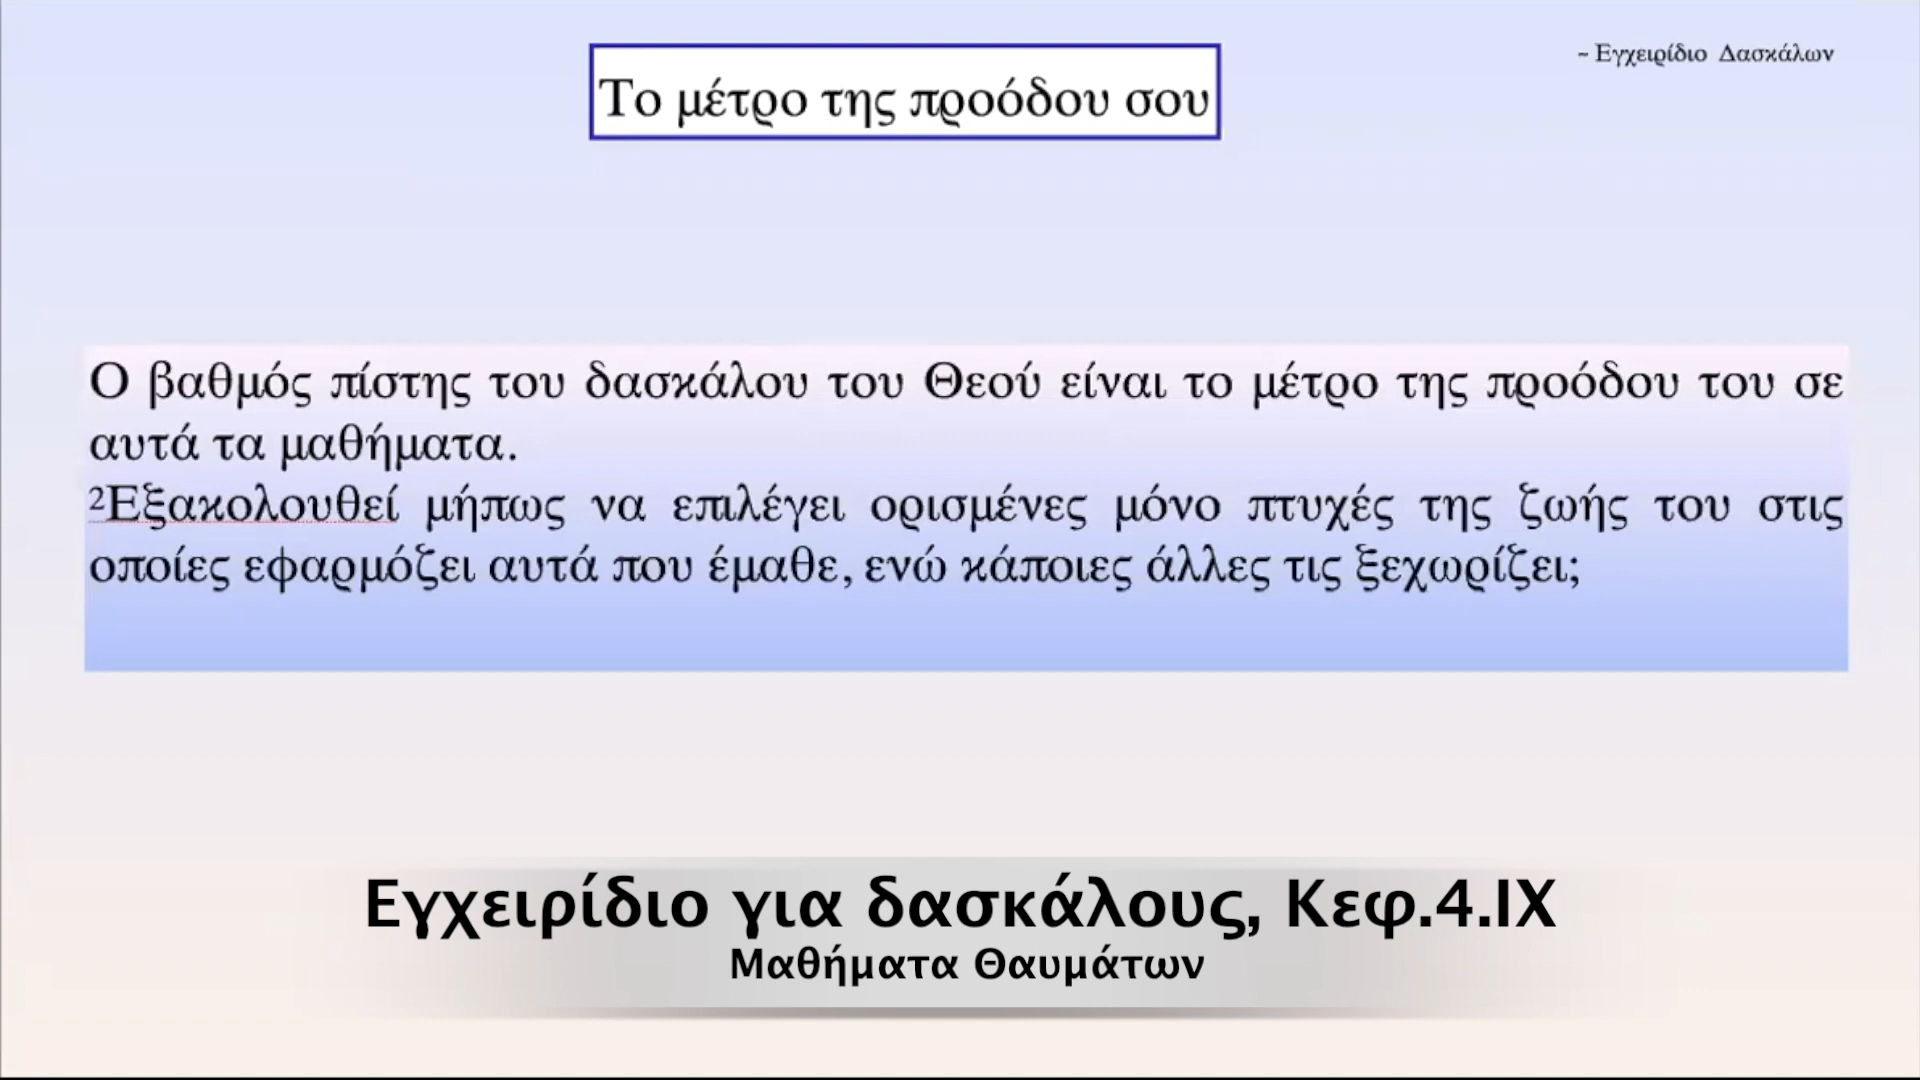 ~ Εγχειρίδιο Δασκάλων
Το μέτρο της προόδου σου
Ο βαθμός πίστης του δασκάλου του Θεού είναι το μέτρο της προόδου του σε
αυτά τα μαθήματα.
²Εξακολουθεί μήπως να επιλέγει ορισμένες μόνο πτυχές της ζωής του στις
οποίες εφαρμόζει αυτά που έμαθε, ενώ κάποιες άλλες τις ξεχωρίζει;
Εγχειρίδιο για δασκάλους, Κεφ.4.IX
Μαθήματα Θαυμάτων